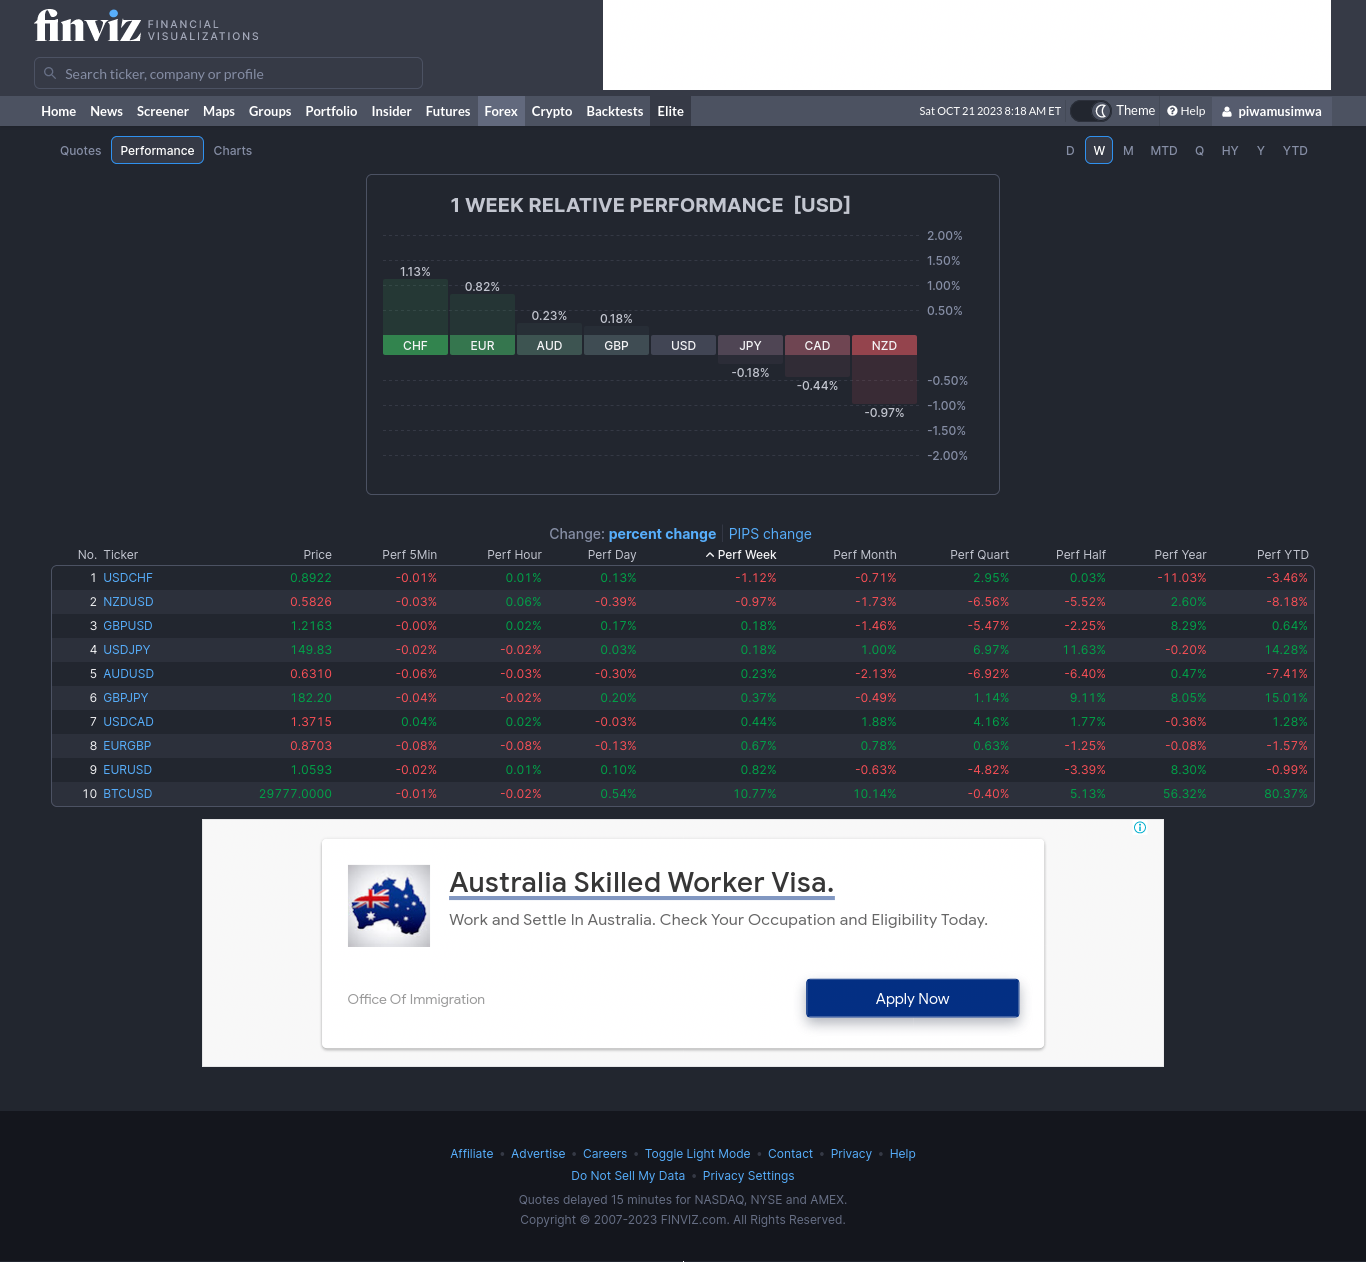 finviz FINANCIAL
VISUALIZATIONS
Search ticker, company or profile
Home News Screener Maps Groups Portfolio Insider Futures Forex Crypto Backtests Elite Sat OCT 21 2023 8:18 AM ET Theme Help piwamusimwa
Quotes Performance Charts D W M MTD Q HY Y YTD
1 WEEK RELATIVE PERFORMANCE [USD]
2.00%
1.50%
1.13% 1.00%
0.82%
0.50%
0.23% 0.18%
CHF EUR AUD GBP USD JPY CAD NZD
-0.18%
-0.44% -0.50%
-0.97% -1.00%
-1.50%
-2.00%
Change: percent change PIPS change
No. Ticker Price Perf 5Min Perf Hour Perf Day Perf Week Perf Month Perf Quart Perf Half Perf Year Perf YTD
1 USDCHF 0.8922 -0.01% 0.01% 0.13% -1.12% -0.71% 2.95% 0.03% -11.03% -3.46%
2 NZDUSD 0.5826 -0.03% 0.06% -0.39% -0.97% -1.73% -6.56% -5.52% 2.60% -8.18%
3 GBPUSD 1.2163 -0.00% 0.02% 0.17% 0.18% -1.46% -5.47% -2.25% 8.29% 0.64%
4 USDJPY 149.83 -0.02% -0.02% 0.03% 0.18% 1.00% 6.97% 11.63% -0.20% 14.28%
5 AUDUSD 0.6310 -0.06% -0.03% -0.30% 0.23% -2.13% -6.92% -6.40% 0.47% -7.41%
6 GBPJPY 182.20 -0.04% -0.02% 0.20% 0.37% -0.49% 1.14% 9.11% 8.05% 15.01%
7 USDCAD 1.3715 0.04% 0.02% -0.03% 0.44% 1.88% 4.16% 1.77% -0.36% 1.28%
8 EURGBP 0.8703 -0.08% -0.08% -0.13% 0.67% 0.78% 0.63% -1.25% -0.08% -1.57%
9 EURUSD 1.0593 -0.02% 0.01% 0.10% 0.82% -0.63% -4.82% -3.39% 8.30% -0.99%
10 BTCUSD 29777.0000 -0.01% -0.02% 0.54% 10.77% 10.14% -0.40% 5.13% 56.32% 80.37%
Australia Skilled Worker Visa.
Work and Settle In Australia. Check Your Occupation and Eligibility Today.
Office Of Immigration Apply Now
Affiliate • Advertise • Careers • Toggle Light Mode • Contact • Privacy • Help
Do Not Sell My Data • Privacy Settings
Quotes delayed 15 minutes for NASDAQ, NYSE and AMEX.
Copyright © 2007-2023 FINVIZ.com. All Rights Reserved.